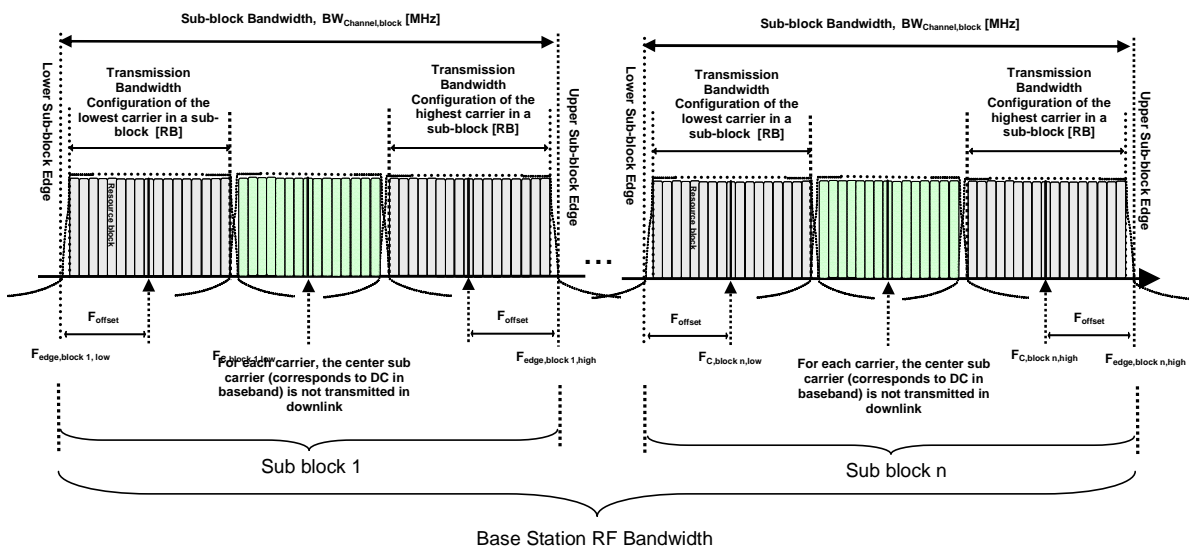 Sub-block Bandwidth, BWChannel,block [MHz]
Lower Sub-block Edge
Transmission
Bandwidth
Configuration of the
lowest carrier in a sub-
block [RB]
Transmission
Bandwidth
Configuration of the
highest carrier in a
sub-block [RB]
Upper Sub-block Edge
Resource block
Foffset
Foffset
Fedge,block 1, low
FC,block 1,low
Fedge,block 1,high
For each carrier, the center sub
carrier (corresponds to DC in
baseband) is not transmitted in
downlink
Sub block 1
...
Sub-block Bandwidth, BWChannel,block [MHz]
Lower Sub-block Edge
Transmission
Bandwidth
Configuration of the
lowest carrier in a
sub-block [RB]
Transmission
Bandwidth
Configuration of the
highest carrier in a
sub-block [RB]
Upper Sub-block Edge
Resource block
Foffset
Foffset
FC,block n,low
FC,block n,high
Fedge,block n,high
For each carrier, the center sub
carrier (corresponds to DC in
baseband) is not transmitted in
downlink
Sub block n
Base Station RF Bandwidth